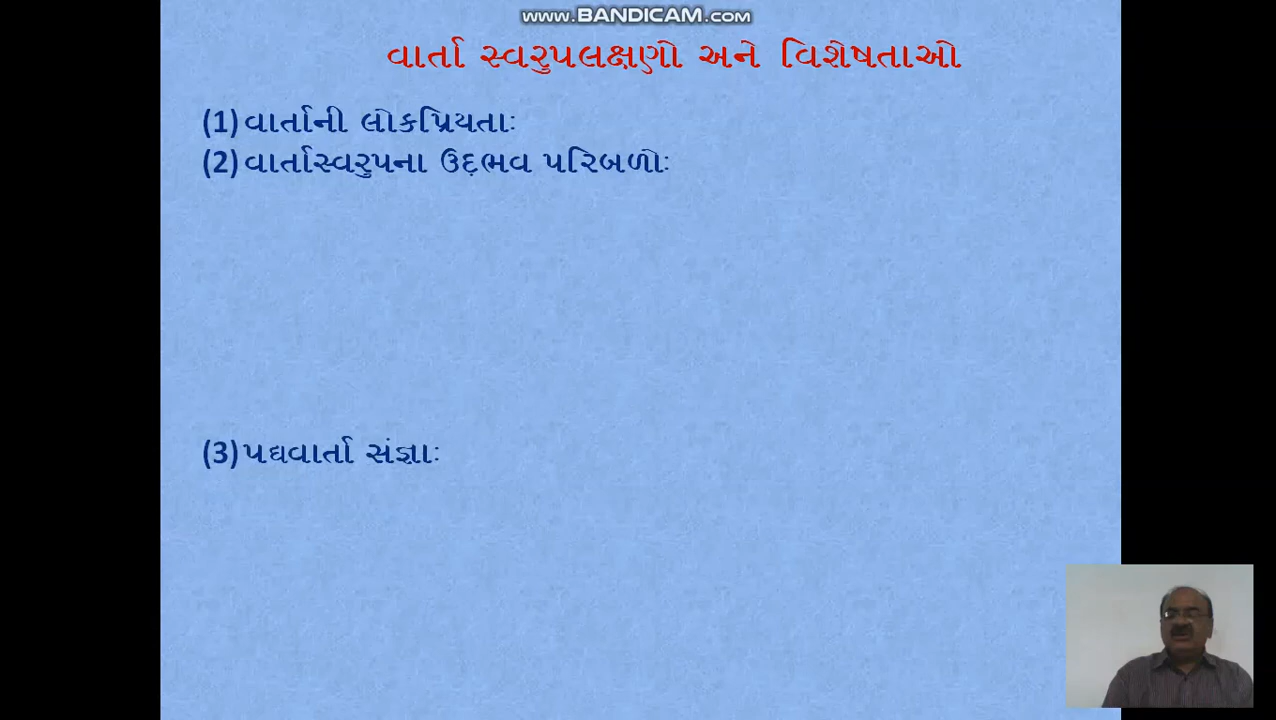 www.BANDICAM.com
વાર્તા સ્વરુપલક્ષણો અને વિશેષતાઓ
(1) વાર્તાની લોકપ્રિયતાઃ
(2) વાર્તાસ્વરુપના ઉદ્‌ભવ પરિબળોઃ
(3) પદ્યવાર્તા સંજ્ઞાઃ